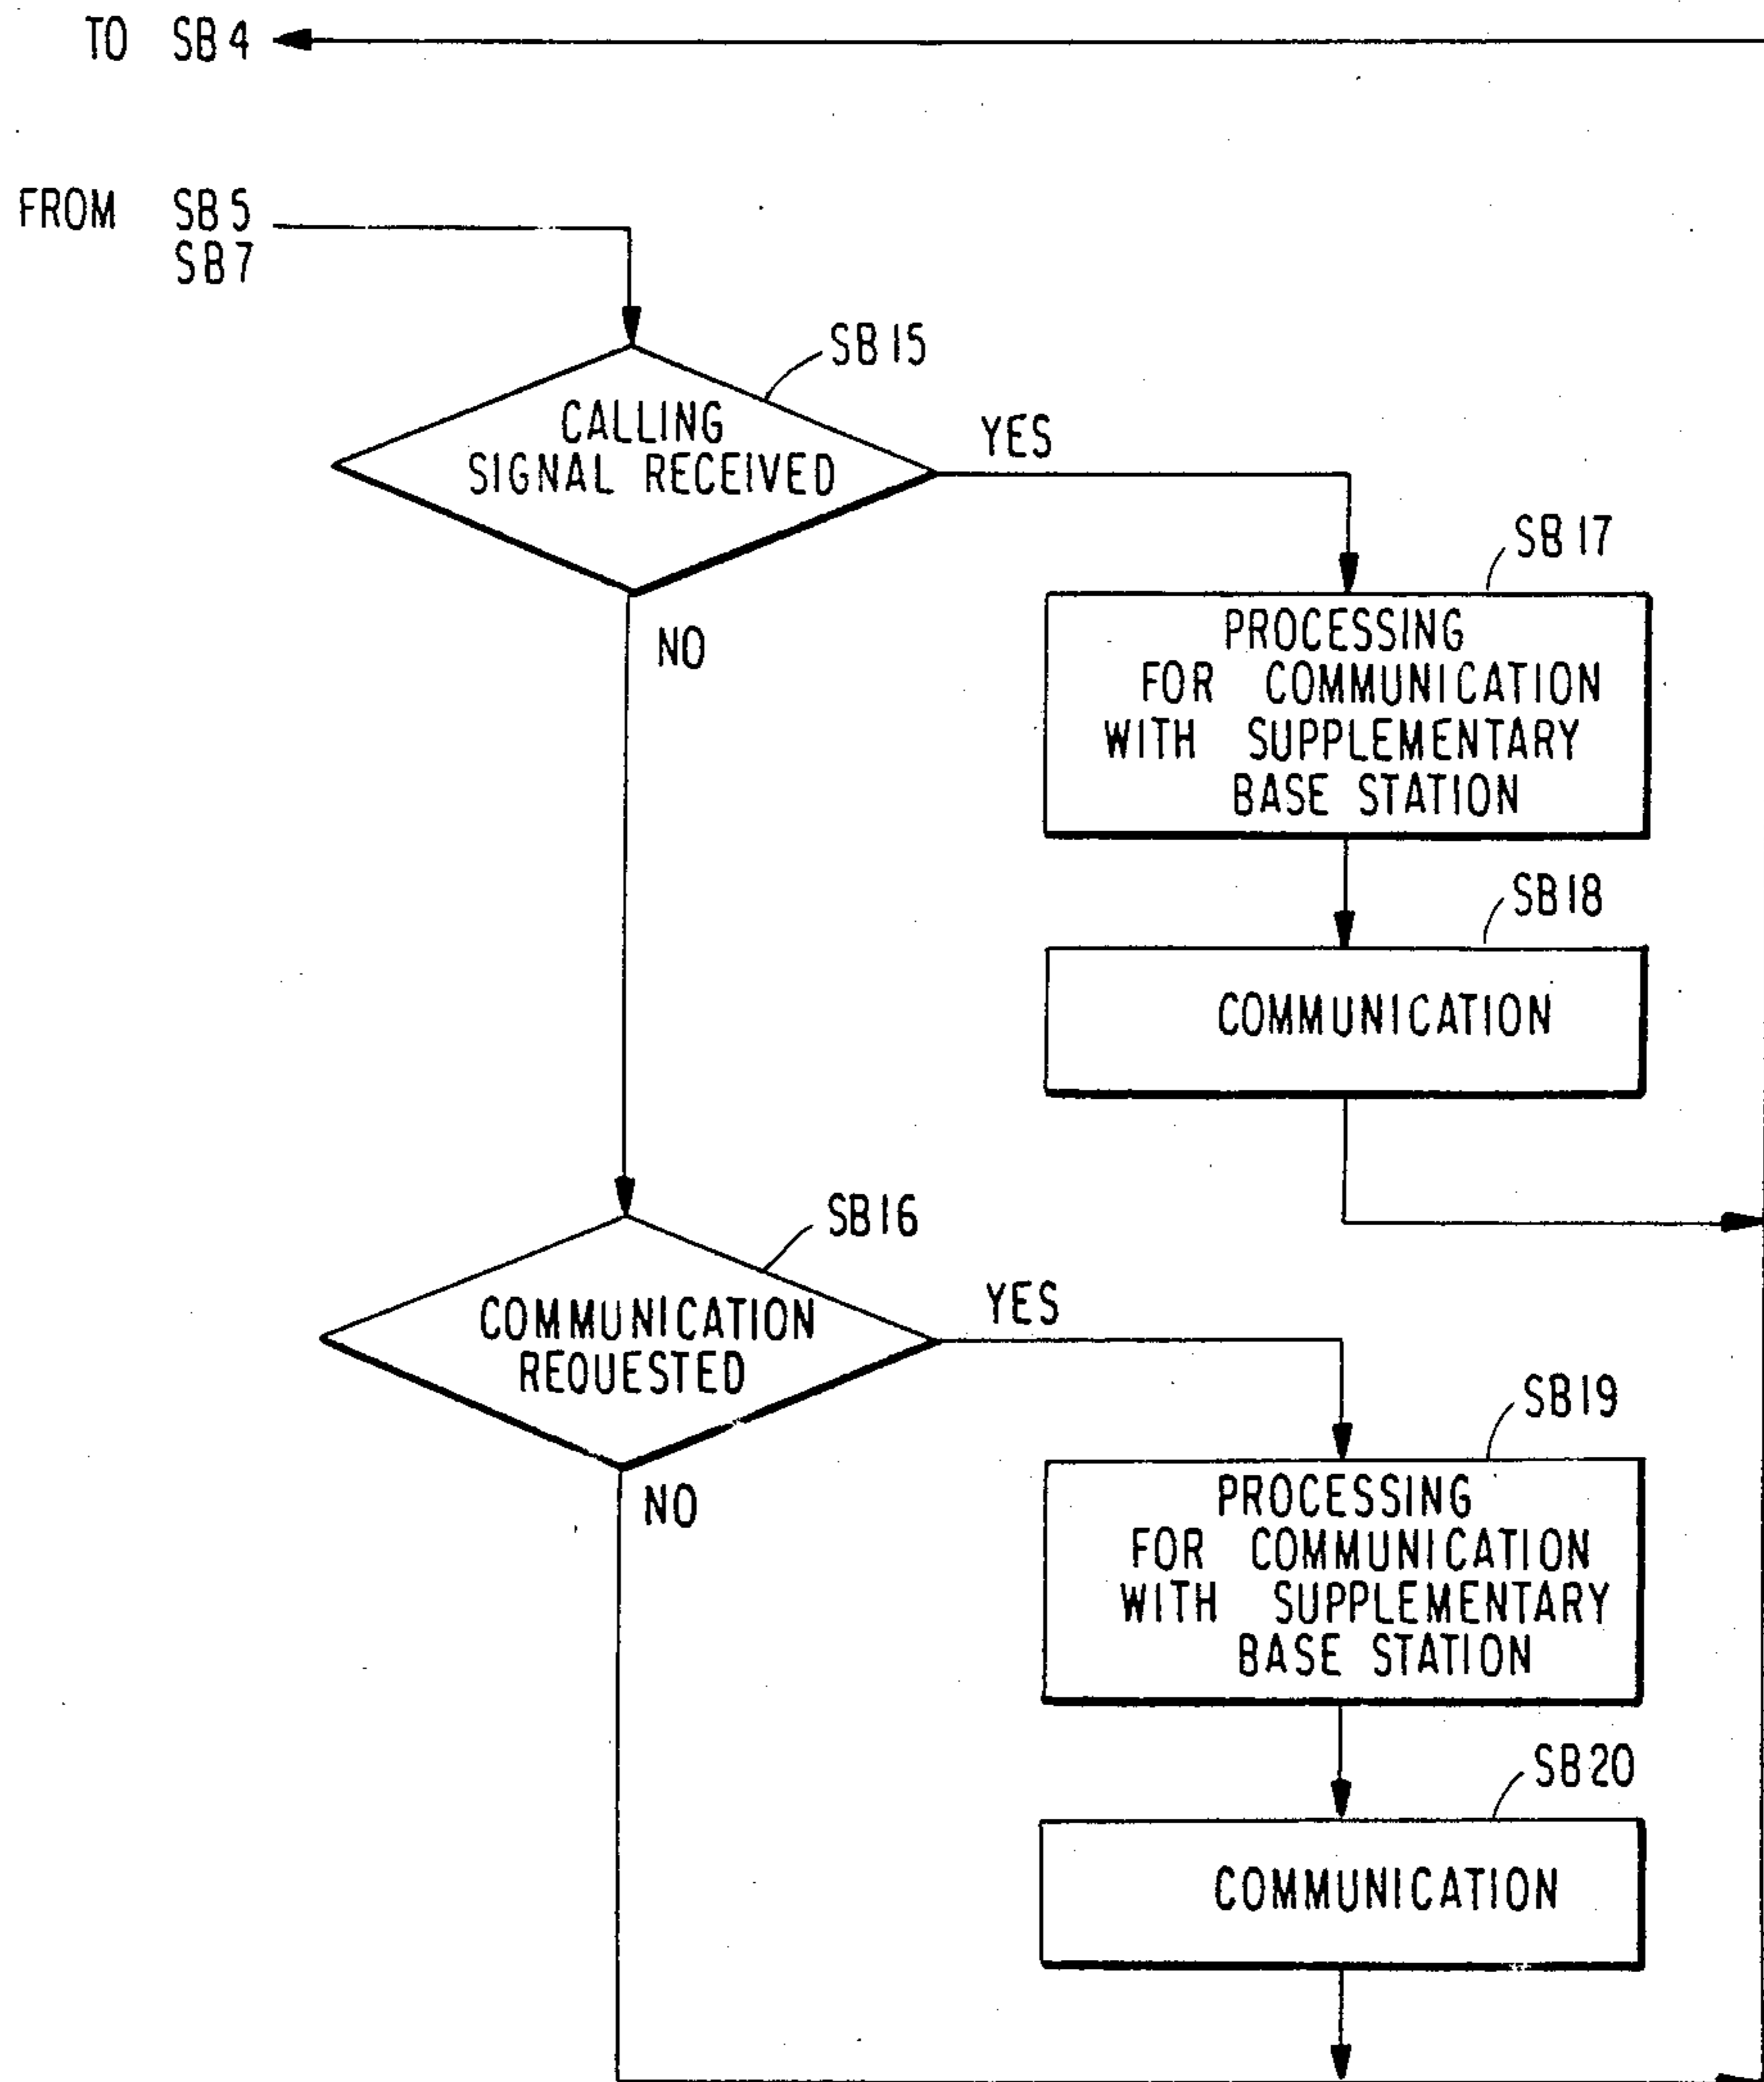 TO SB4
FROM SB5
SB7
SB15
CALLING
SIGNAL RECEIVED
YES
NO
SB17
PROCESSING
FOR COMMUNICATION
WITH SUPPLEMENTARY
BASE STATION
SB18
COMMUNICATION
SB16
COMMUNICATION
REQUESTED
YES
NO
SB19
PROCESSING
FOR COMMUNICATION
WITH SUPPLEMENTARY
BASE STATION
SB20
COMMUNICATION